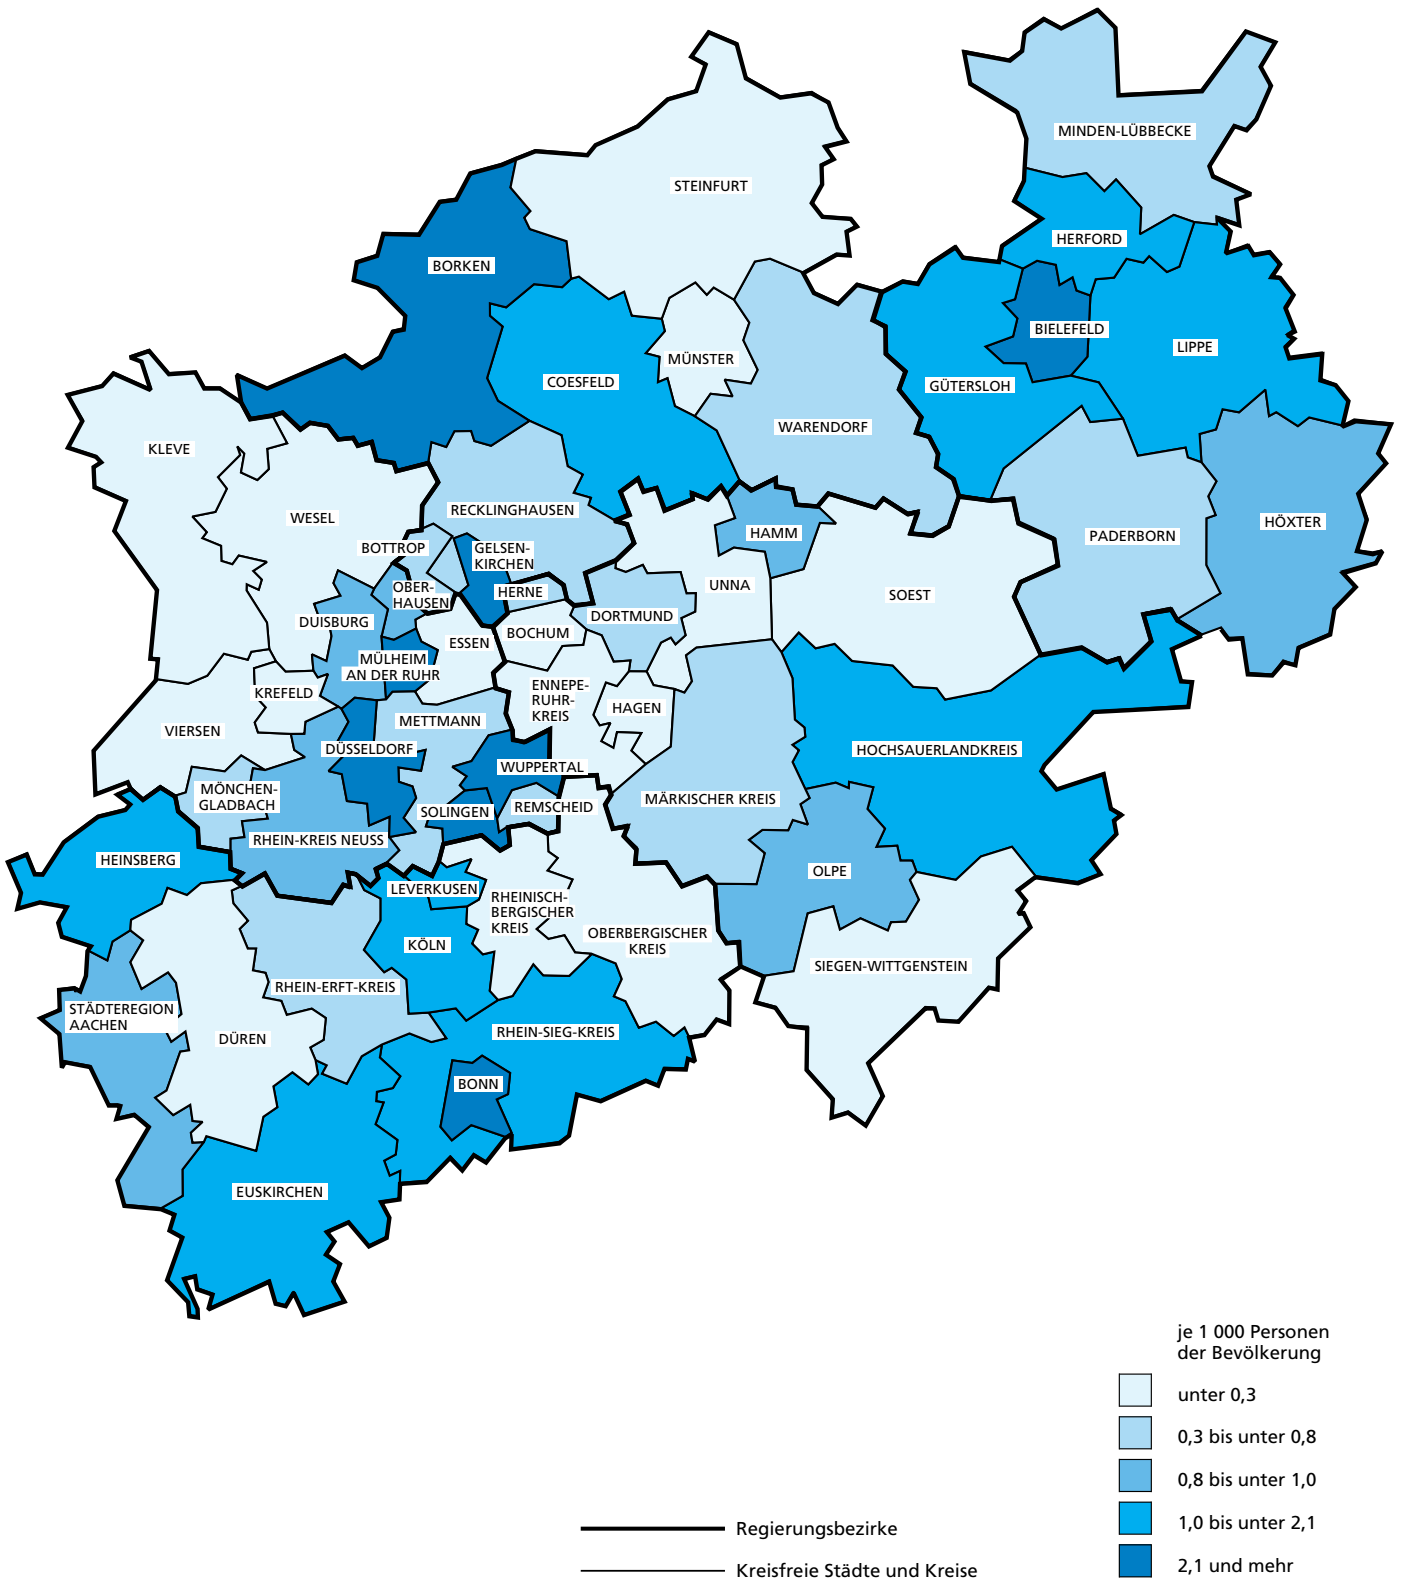 MINDEN-LÜBBECKE
STEINFURT
HERFORD
BORKEN
BIELEFELD
LIPPE
MÜNSTER
COESFELD
GÜTERSLOH
WARENDORF
KLEVE
RECKLINGHAUSEN
WESEL
HÖXTER
HAMM
PADERBORN
BOTTROP
GELSEN-
KIRCHEN
UNNA
OBER-
HAUSEN
HERNE
SOEST
DORTMUND
DUISBURG
BOCHUM
ESSEN
MÜLHEIM
AN DER RUHR
KREFELD
ENNEPE-
RUHR-
KREIS
HAGEN
METTMANN
VIERSEN
DÜSSELDORF
HOCHSAUERLANDKREIS
WUPPERTAL
MÖNCHEN-
GLADBACH
MÄRKISCHER KREIS
REMSCHEID
SOLINGEN
RHEIN-KREIS NEUSS
HEINSBERG
OLPE
LEVERKUSEN
RHEINISCH-
BERGISCHER
KREIS
OBERBERGISCHER
KREIS
KÖLN
SIEGEN-WITTGENSTEIN
RHEIN-ERFT-KREIS
STÄDTEREGION
AACHEN
RHEIN-SIEG-KREIS
DÜREN
BONN
EUSKIRCHEN
je 1 000 Personen
der Bevölkerung
unter 0,3
0,3 bis unter 0,8
0,8 bis unter 1,0
1,0 bis unter 2,1
2,1 und mehr
Regierungsbezirke
Kreisfreie Städte und Kreise